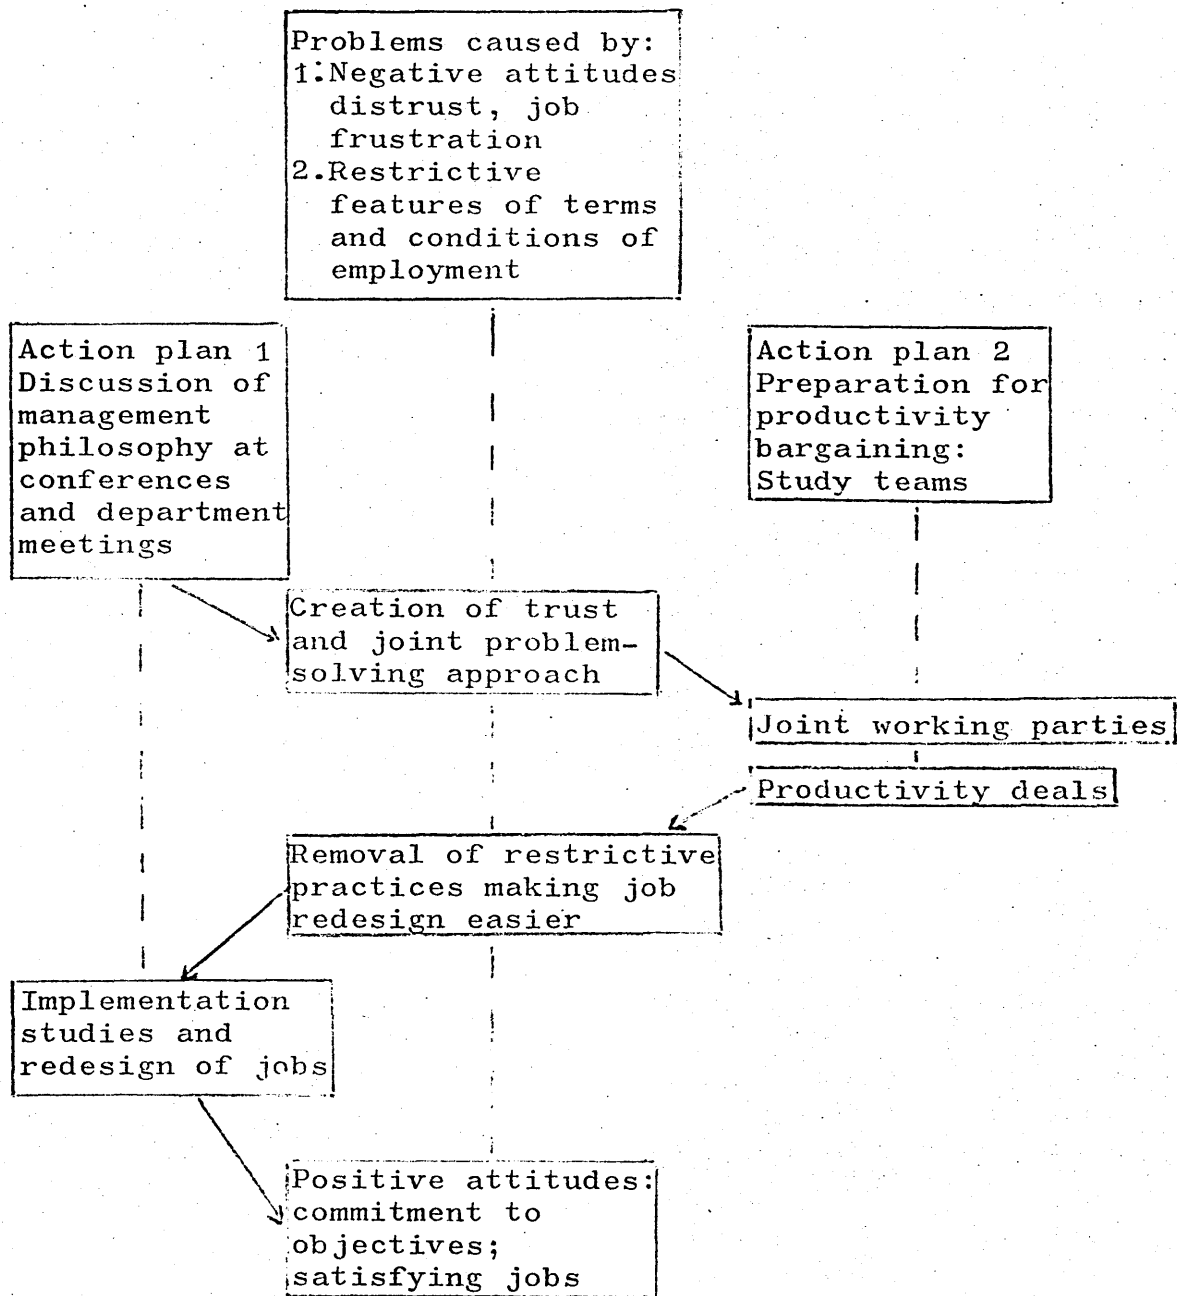 Problems caused by:
1.Negative attitudes
distrust, job
frustration
2.Restrictive
features of terms
and conditions of
employment
Action plan 1
Discussion of
management
philosophy at
conferences
and department
meetings
Action plan 2
Preparation for
productivity
bargaining:
Study teams
Creation of trust
and joint problem-
solving approach
Joint working parties
Productivity deals
Removal of restrictive
practices making job
redesign easier
Implementation
studies and
redesign of jobs
Positive attitudes:
commitment to
objectives;
satisfying jobs